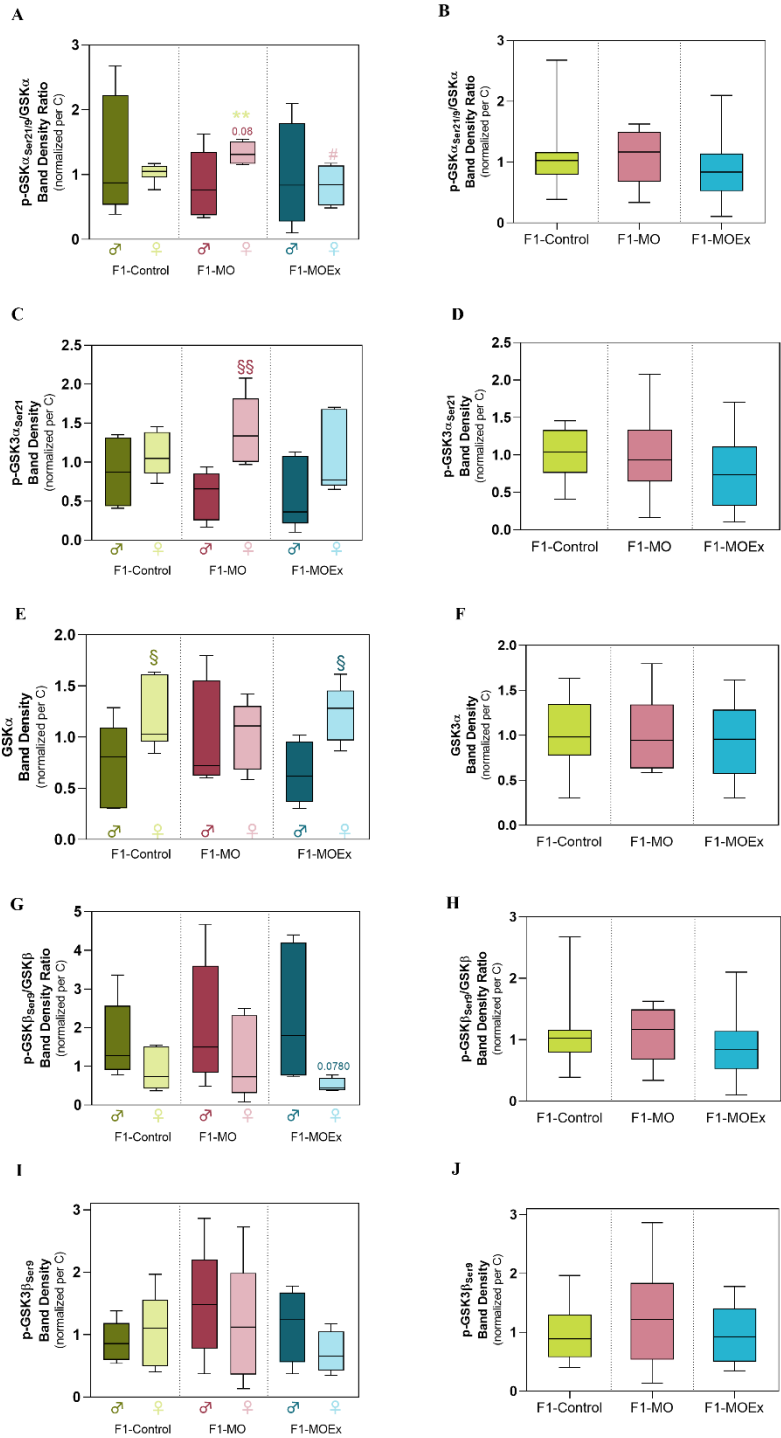 A
p-GSKα Ser21/9/GSKα
Band Density Ratio
(normalized per C)
3
2
1
0
**
0.08
#
♂ ♀ ♂ ♀ ♂ ♀
F1-Control F1-MO F1-MOEx
B
p-GSKα Ser21/9/GSKα
Band Density Ratio
(normalized per C)
3
2
1
0
F1-Control F1-MO F1-MOEx
C
p-GSK3α Ser21
Band Density
(normalized per C)
2.5
2.0
1.5
1.0
0.5
0.0
§§
♂ ♀ ♂ ♀ ♂ ♀
F1-Control F1-MO F1-MOEx
D
p-GSK3α Ser21
Band Density
(normalized per C)
2.5
2.0
1.5
1.0
0.5
0.0
F1-Control F1-MO F1-MOEx
E
GSKα
Band Density
(normalized per C)
2.0
1.5
1.0
0.5
0.0
§ §
♂ ♀ ♂ ♀ ♂ ♀
F1-Control F1-MO F1-MOEx
F
GSK3α
Band Density
(normalized per C)
2.0
1.5
1.0
0.5
0.0
F1-Control F1-MO F1-MOEx
G
p-GSKβ Ser9/GSKβ
Band Density Ratio
(normalized per C)
5
4
3
2
1
0
0.0780
♂ ♀ ♂ ♀ ♂ ♀
F1-Control F1-MO F1-MOEx
H
p-GSKβ Ser9/GSKβ
Band Density Ratio
(normalized per C)
3
2
1
0
F1-Control F1-MO F1-MOEx
I
p-GSK3β Ser9
Band Density
(normalized per C)
3
2
1
0
♂ ♀ ♂ ♀ ♂ ♀
F1-Control F1-MO F1-MOEx
J
p-GSK3β Ser9
Band Density
(normalized per C)
3
2
1
0
F1-Control F1-MO F1-MOEx